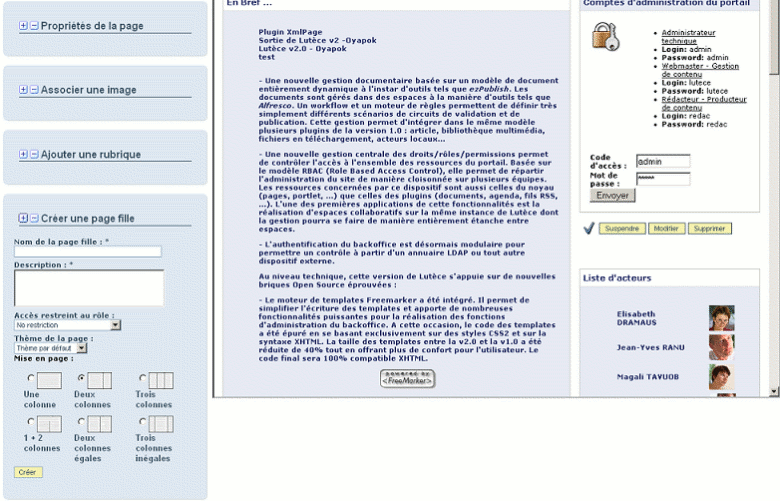 Propriétés de la page
Associer une image
Ajouter une rubrique
Créer une page fille
Nom de la page fille : *
Description : *
Accès restreint au rôle :
No restriction
Thème de la page :
Thème par défaut
Mise en page :
Une
colonne
Deux
colonnes
Trois
colonnes
1 + 2
colonnes
Deux
colonnes
égales
Trois
colonnes
inégales
Créer
En Bref ...
Plugin XmlPage
Sortie de Lutèce v2 -Oyapok
Lutèce v2.0 - Oyapok
test
- Une nouvelle gestion documentaire basée sur un modèle de document
entièrement dynamique à l'instar d'outils tels que ezPublish. Les
documents sont gérés dans des espaces à la manière d'outils tels que
Alfresco. Un workflow et un moteur de règles permettent de définir très
simplement différents scénarios de circuits de validation et de
publication. Cette gestion permet d'intégrer dans le même modèle
plusieurs plugins de la version 1.0 : article, bibliothèque multimédia,
fichiers en téléchargement, acteurs locaux...
- Une nouvelle gestion centrale des droits/rôles/permissions permet
de contrôler l'accès à l'ensemble des ressources du portail. Basée sur
le modèle RBAC (Role Based Access Control), elle permet de répartir
l'administration du site de manière cloisonnée sur plusieurs équipes.
Les ressources concernées par ce dispositif sont aussi celles du noyau
(pages, portlet, ...) que celles des plugins (documents, agenda, fils RSS,
...). L'une des premières applications de cette fonctionnalités est la
réalisation d'espaces collaboratifs sur la même instance de Lutèce dont
la gestion pourra se faire de manière entièrement étanche entre
espaces.
- L'authentification du backoffice est désormais modulaire pour
permettre un contrôle à partir d'un annuaire LDAP ou tout autre
dispositif externe.
Au niveau technique, cette version de Lutèce s'appuie sur de nouvelles
briques Open Source éprouvées :
- Le moteur de templates Freemarker a été intégré. Il permet de
simplifier l'écriture des templates et apporte de nombreuses
fonctionnalités puissantes pour la réalisation des fonctions
d'administration du backoffice. A cette occasion, le code des templates
a été épuré en se basant exclusivement sur des styles CSS2 et sur la
syntaxe XHTML. La taille des templates entre la v2.0 et la v1.0 a été
réduite de 40% tout en offrant plus de confort pour l'utilisateur. Le
code final sera 100% compatible XHTML.
powered by
<FreeMarker>
Comptes d'administration du portail
Administrateur
technique
Login: admin
Password: admin
Webmaster - Gestion
de contenu
Login: lutece
Password: lutece
Rédacteur - Producteur
de contenu
Login: redac
Password: redac
Code
d'accès :
admin
Mot de
passe :
*****
Envoyer
Suspendre
Modifier
Supprimer
Liste d'acteurs
Elisabeth
DRAMAUS
Jean-Yves RANU
Magali TAVUOB